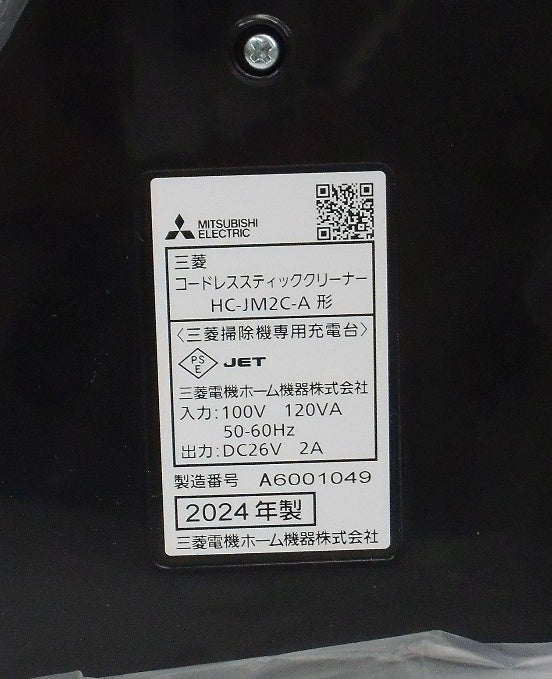 MITSUBISHI
ELECTRIC
三菱
コードレススティッククリーナー
HC-JM2C-A 形
〈三菱掃除機専用充電台〉
PS
E
JET
三菱電機ホーム機器株式会社
入力:100V 120VA
50-60Hz
出力:DC26V 2A
製造番号 A6001049
2024年製
三菱電機ホーム機器株式会社